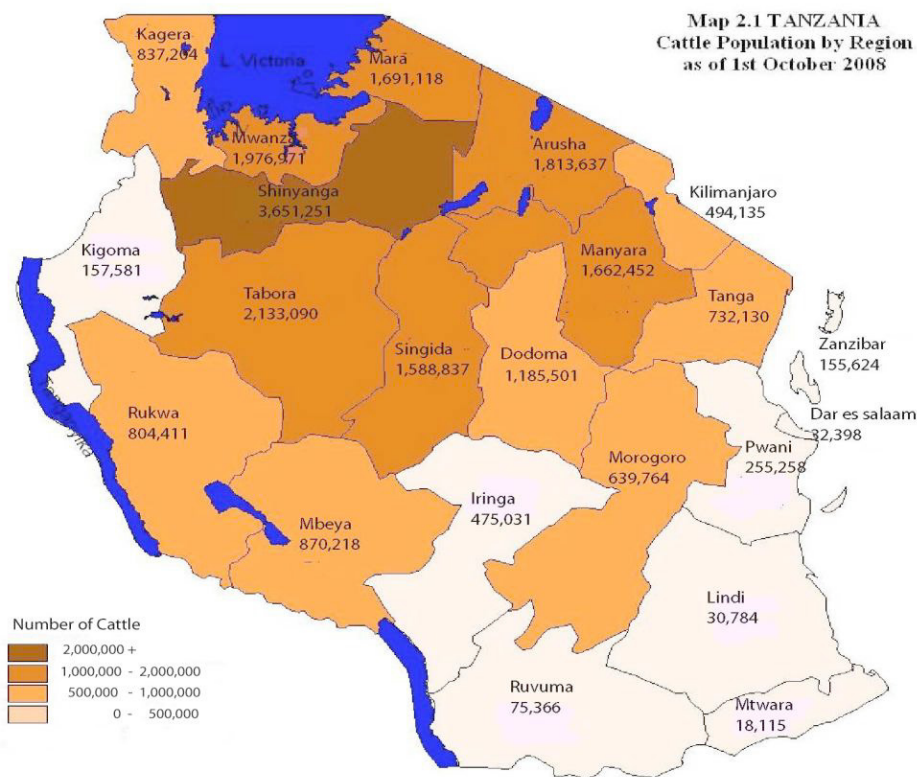 Map 2.1 TANZANIA
Cattle Population by Region
as of 1st October 2008
Kagera
837,204
L. Victoria
Mara
1,691,118
Mwanza
1,976,971
Arusha
1,813,637
Shinyanga
3,651,251
Kilimanjaro
494,135
Kigoma
157,581
Manyara
1,662,452
Tabora
2,133,090
Tanga
732,130
Singida
1,588,837
Dodoma
1,185,501
Zanzibar
155,624
Rukwa
804,411
Dar es salaam
32,398
Morogoro
639,764
Pwani
255,258
Iringa
475,031
Mbeya
870,218
Lindi
30,784
Ruvuma
75,366
Mtwara
18,115
Number of Cattle
2,000,000 +
1,000,000 - 2,000,000
500,000 - 1,000,000
0 - 500,000